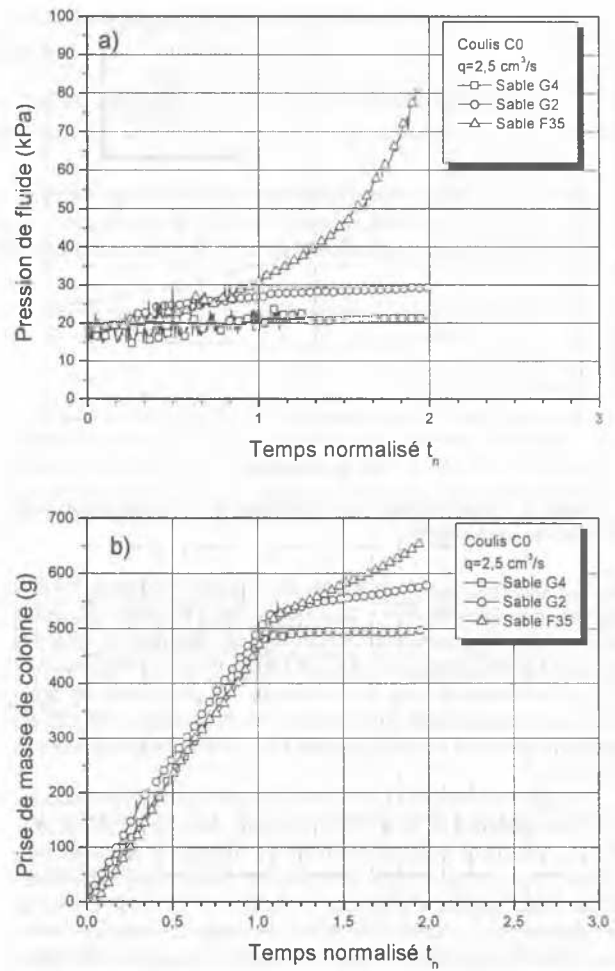 a)
Coulis C0
q=2,5 cm³/s
Sable G4
Sable G2
Sable F35
Pression de fluide (kPa)
100
90
80
70
60
50
40
30
20
10
0
0 1 2 3
Temps normalisé tₙ
b)
Coulis C0
q=2,5 cm³/s
Sable G4
Sable G2
Sable F35
Prise de masse de colonne (g)
700
600
500
400
300
200
100
0
0.0 0.5 1.0 1.5 2.0 2.5 3.0
Temps normalisé tₙ